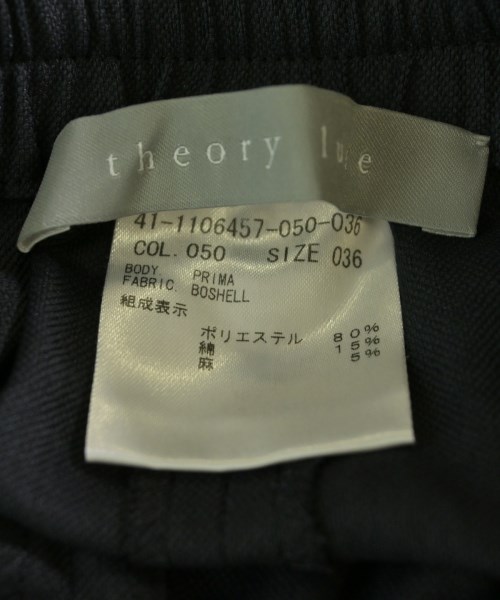 theory luxe
41-1106457-050-036
COL. 050 SIZE 036
BODY PRIMA
FABRIC. BOSHELL
組成表示
ポリエステル 80%
綿 15%
麻 5%